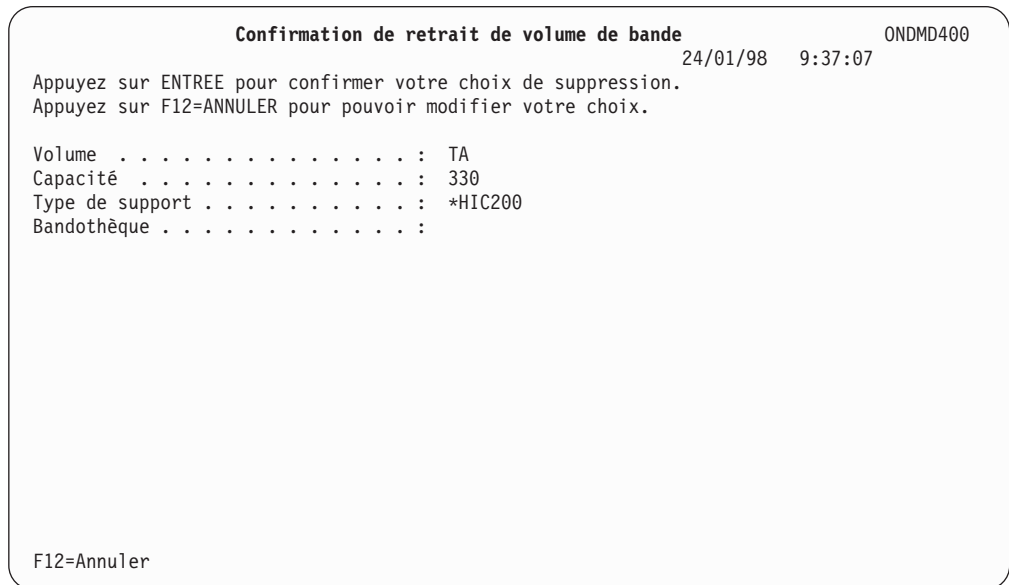 Confirmation de retrait de volume de bande ONDMD400
24/01/98 9:37:07
Appuyez sur ENTREE pour confirmer votre choix de suppression.
Appuyez sur F12=ANNULER pour pouvoir modifier votre choix.
Volume . . . . . . . . . . . . . . : TA
Capacité . . . . . . . . . . . . . : 330
Type de support . . . . . . . . . . : *HIC200
Bandothèque . . . . . . . . . . . . :
F12=Annuler